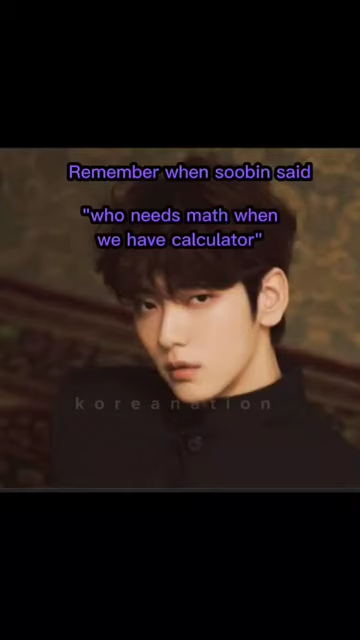 Remember when soobin said
"who needs math when
we have calculator"
koreanation